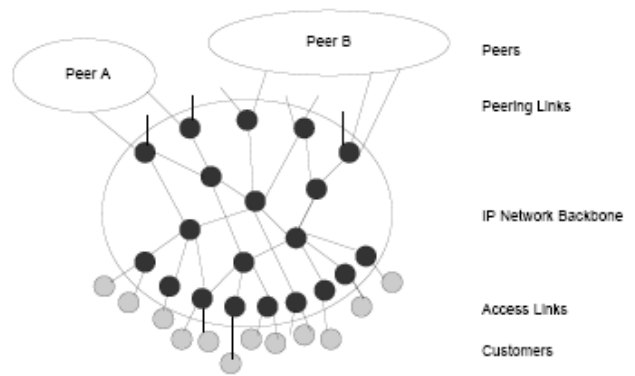 Peer A
Peer B
Peers
Peering Links
IP Network Backbone
Access Links
Customers